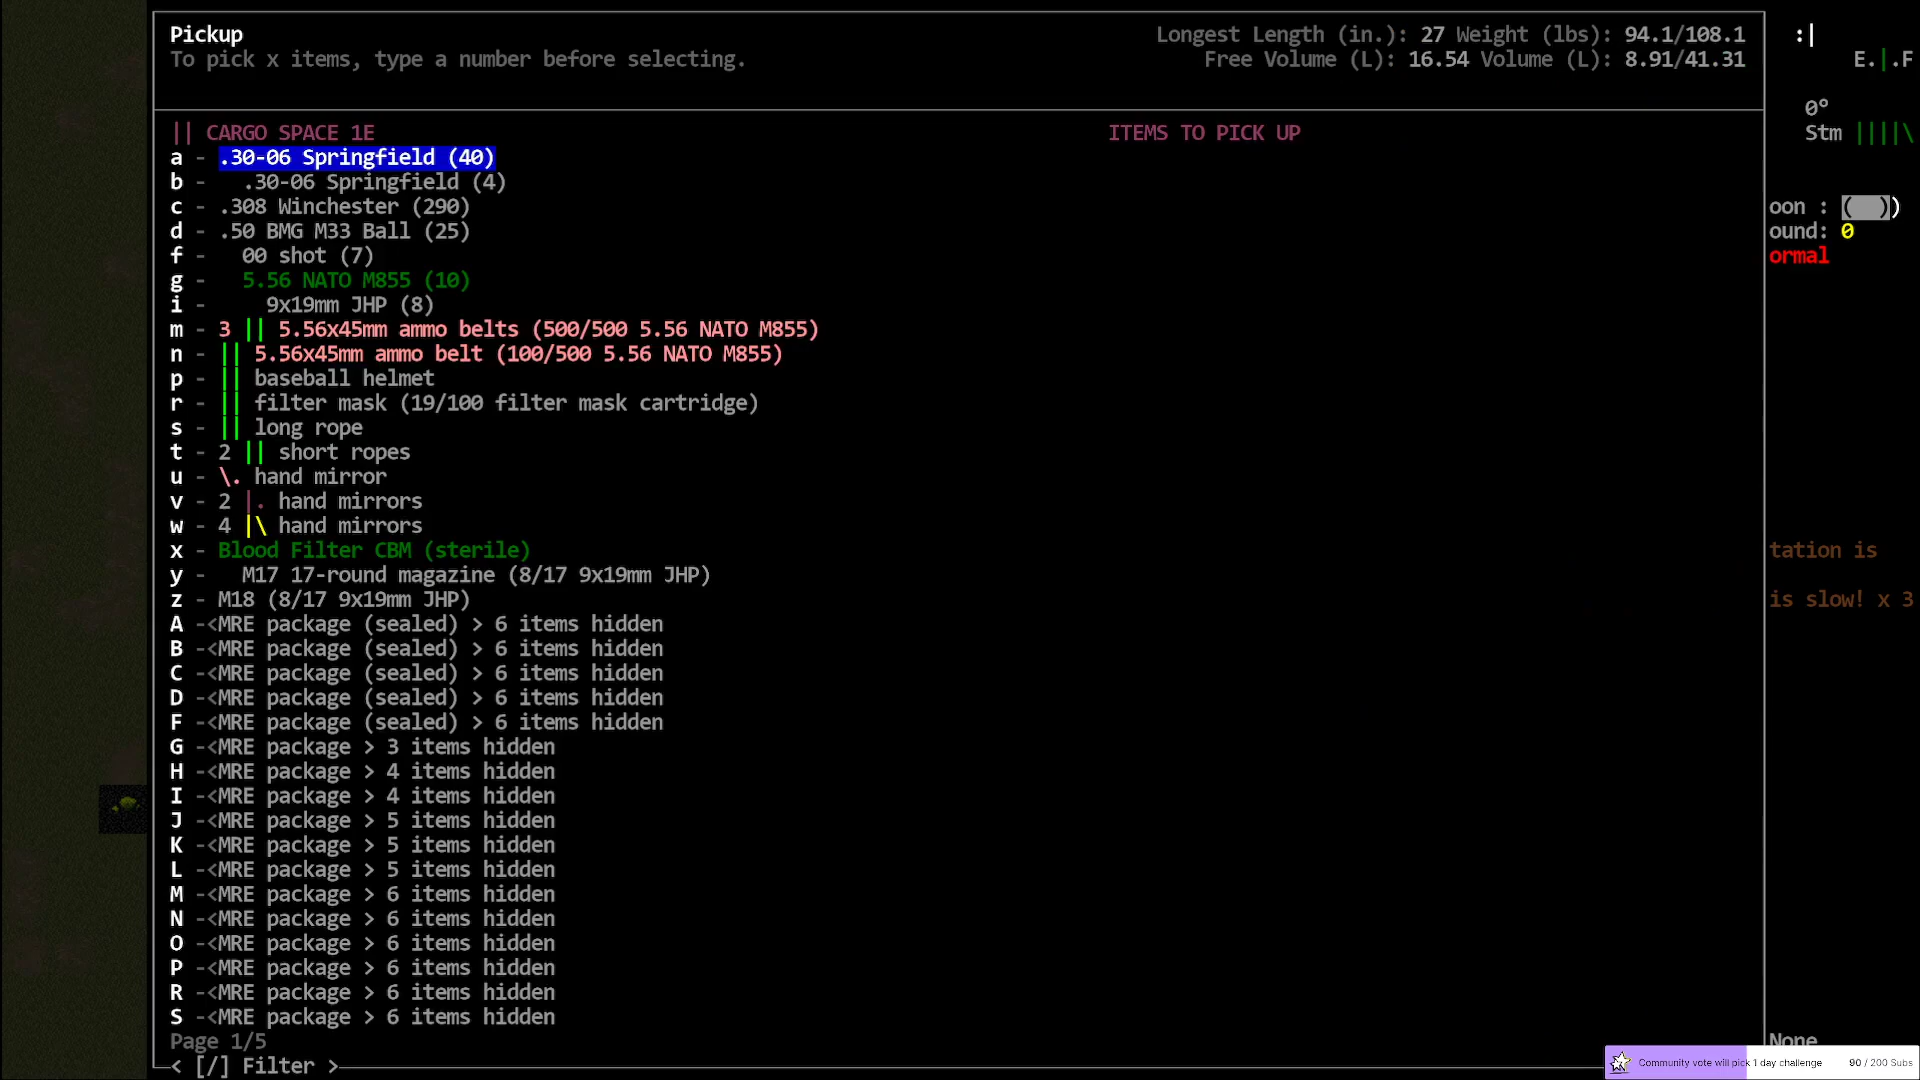 Pickup
To pick x items, type a number before selecting.
Longest Length (in.): 27 Weight (lbs): 94.1/108.1
Free Volume (L): 16.54 Volume (L): 8.91/41.31
:|
E.|.F
0°
Stm ||||\
|| CARGO SPACE 1E
ITEMS TO PICK UP
a - .30-06 Springfield (40)
b - .30-06 Springfield (4)
c - .308 Winchester (290)
d - .50 BMG M33 Ball (25)
f - 00 shot (7)
g - 5.56 NATO M855 (10)
i - 9x19mm JHP (8)
m - 3 || 5.56x45mm ammo belts (500/500 5.56 NATO M855)
n - || 5.56x45mm ammo belt (100/500 5.56 NATO M855)
p - || baseball helmet
r - || filter mask (19/100 filter mask cartridge)
s - || long rope
t - 2 || short ropes
u - \. hand mirror
v - 2 |. hand mirrors
w - 4 |\ hand mirrors
x - Blood Filter CBM (sterile)
y - M17 17-round magazine (8/17 9x19mm JHP)
z - M18 (8/17 9x19mm JHP)
A -<MRE package (sealed) > 6 items hidden
B -<MRE package (sealed) > 6 items hidden
C -<MRE package (sealed) > 6 items hidden
D -<MRE package (sealed) > 6 items hidden
F -<MRE package (sealed) > 6 items hidden
G -<MRE package > 3 items hidden
H -<MRE package > 4 items hidden
I -<MRE package > 4 items hidden
J -<MRE package > 5 items hidden
K -<MRE package > 5 items hidden
L -<MRE package > 5 items hidden
M -<MRE package > 6 items hidden
N -<MRE package > 6 items hidden
O -<MRE package > 6 items hidden
P -<MRE package > 6 items hidden
R -<MRE package > 6 items hidden
S -<MRE package > 6 items hidden
Page 1/5
< [/] Filter >
oon : ( ))
ound: 0
ormal
tation is
is slow! x 3
None
Community vote will pick 1 day challenge 90 / 200 Subs